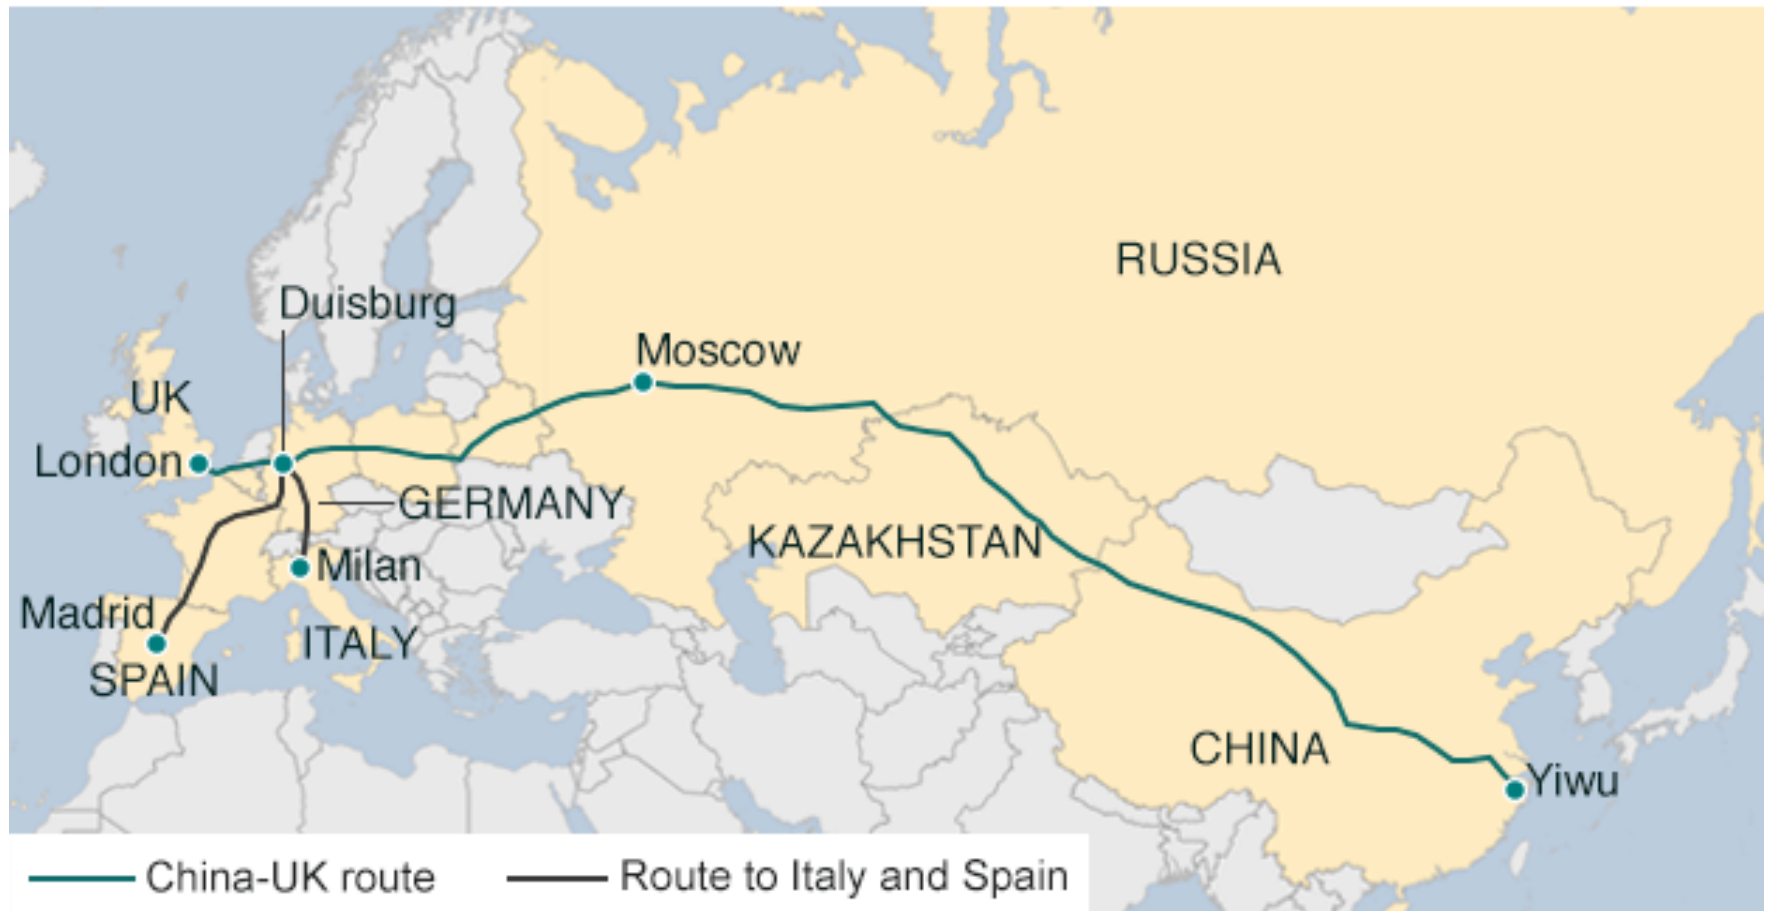 RUSSIA
Duisburg
Moscow
UK
London
GERMANY
KAZAKHSTAN
Milan
Madrid
ITALY
SPAIN
CHINA
Yiwu
China-UK route
Route to Italy and Spain